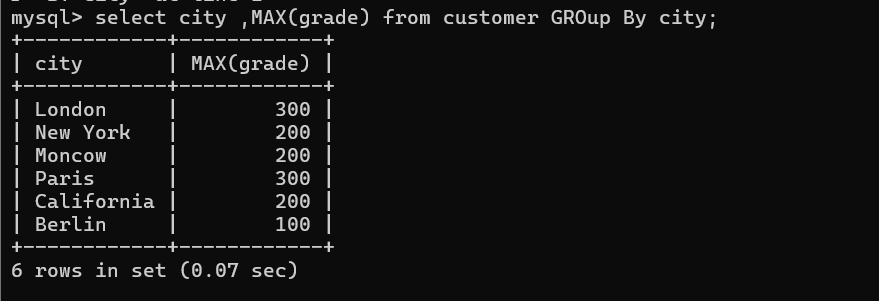 mysql> select city ,MAX(grade) from customer GROup By city;
+------------+------------+
| city       | MAX(grade) |
+------------+------------+
| London     |        300 |
| New York   |        200 |
| Moncow     |        200 |
| Paris      |        300 |
| California |        200 |
| Berlin     |        100 |
+------------+------------+
6 rows in set (0.07 sec)